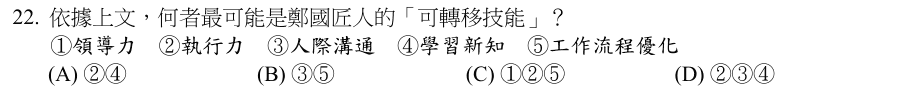 22. 依據上文，何者最可能是鄭國匠人的「可轉移技能」？
①領導力　②執行力　③人際溝通　④學習新知　⑤工作流程優化
(A) ②④　(B) ③⑤　(C) ①②⑤　(D) ②③④